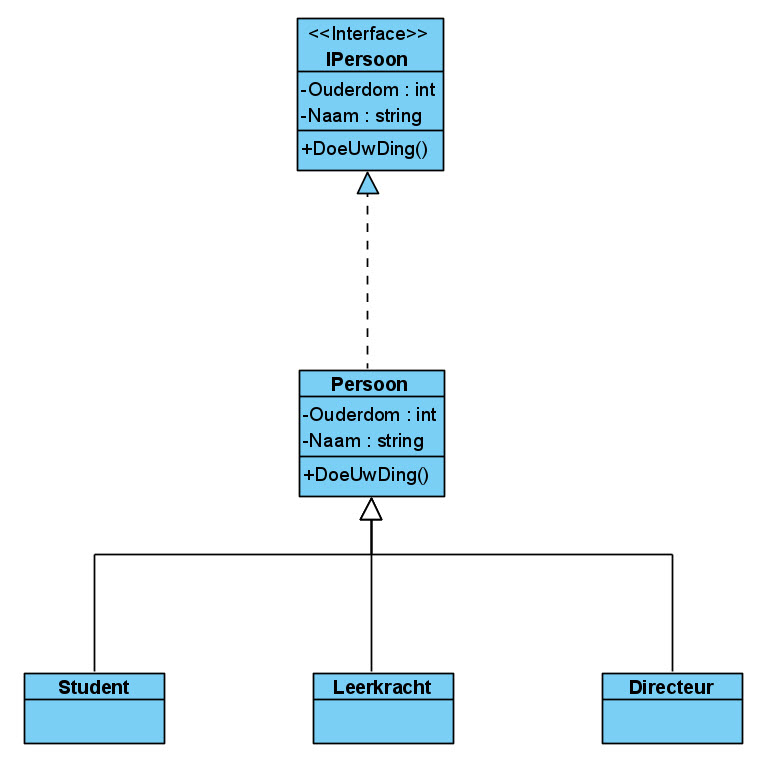 <<Interface>>
IPersoon
-Ouderdom : int
-Naam : string
+DoeUwDing()
Persoon
-Ouderdom : int
-Naam : string
+DoeUwDing()
Student
Leerkracht
Directeur